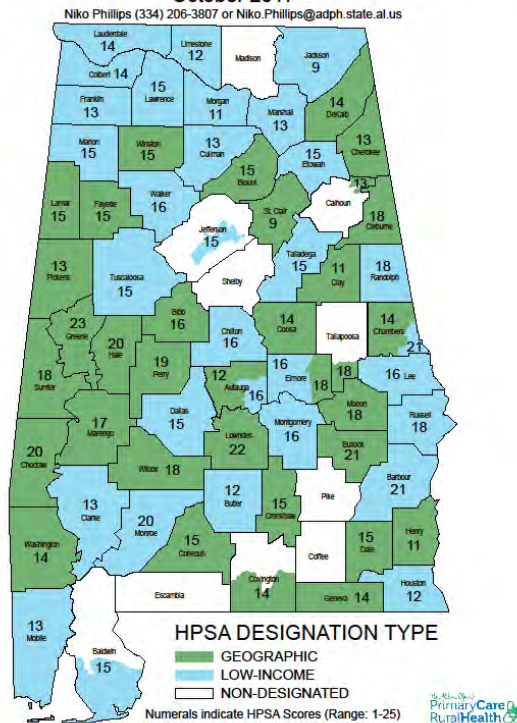 Niko Phillips (334) 206-3807 or Niko.Phillips@adph.state.al.us
Lauderdale
14
Limestone
12
Madison
Jackson
9
Colbert 14
Lawrence
15
Franklin
13
Morgan
11
Marshall
13
DeKalb
14
Cherokee
13
Marion
15
Winston
15
Cullman
13
Blount
15
Etowah
15
Calhoun
13
Cleburne
18
Lamar
15
Fayette
15
Walker
16
Jefferson
15
St. Clair
9
Talladega
15
Clay
11
Randolph
18
Pickens
13
Tuscaloosa
15
Shelby
Bibb
16
Chilton
16
Coosa
14
Tallapoosa
18
Chambers
14
21
Greene
23
Hale
20
Perry
19
Sumter
18
Autauga
12
16
Elmore
16
18
Lee
16
Macon
18
Russell
18
Marengo
17
Dallas
15
Lowndes
22
Montgomery
16
Bullock
21
Choctaw
20
Wilcox 18
Butler
12
Crenshaw
15
Pike
Barbour
21
Clarke
13
Monroe
20
Conecuh
15
Covington
14
Coffee
Dale
15
Henry
11
Washington
14
Escambia
Geneva 14
Houston
12
Mobile
13
Baldwin
15
HPSA DESIGNATION TYPE
GEOGRAPHIC
LOW-INCOME
NON-DESIGNATED
Numerals indicate HPSA Scores (Range: 1-25)
PrimaryCare
RuralHealth